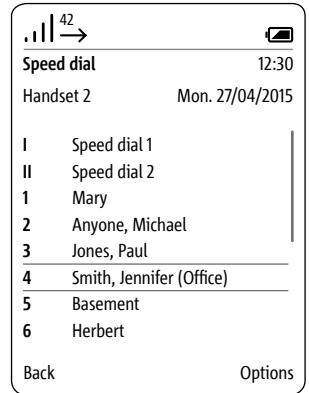 42
Speed dial 12:30
Handset 2 Mon. 27/04/2015
I Speed dial 1
II Speed dial 2
1 Mary
2 Anyone, Michael
3 Jones, Paul
4 Smith, Jennifer (Office)
5 Basement
6 Herbert
Back Options